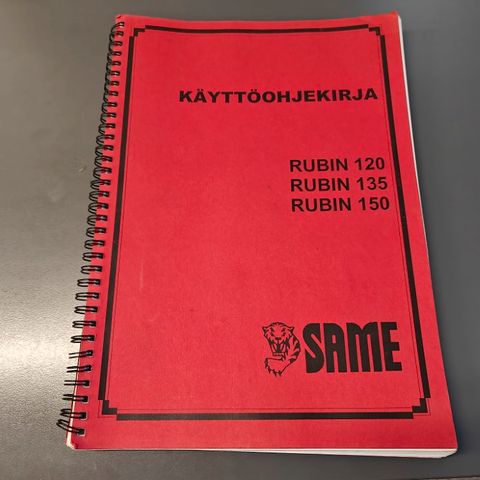 KÄYTTÖOHJEKIRJA
RUBIN 120
RUBIN 135
RUBIN 150
SAME